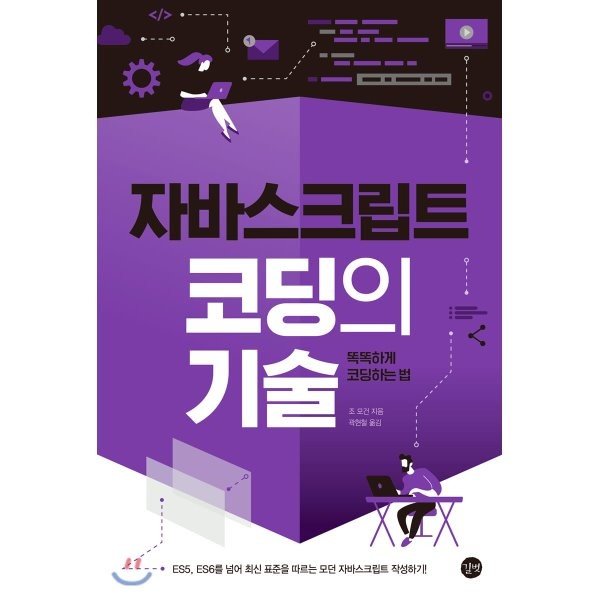 </>
자바스크립트
코딩의
기술
똑똑하게
코딩하는 법
조 모건 지음
곽현철 옮김
ES5, ES6를 넘어 최신 표준을 따르는 모던 자바스크립트 작성하기!
길벗